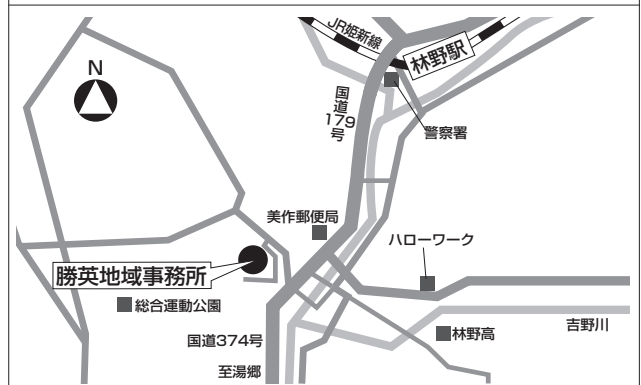 JR姫新線
林野駅
N
国道179号
警察署
美作郵便局
ハローワーク
勝英地域事務所
総合運動公園
国道374号
林野高
吉野川
至湯郷